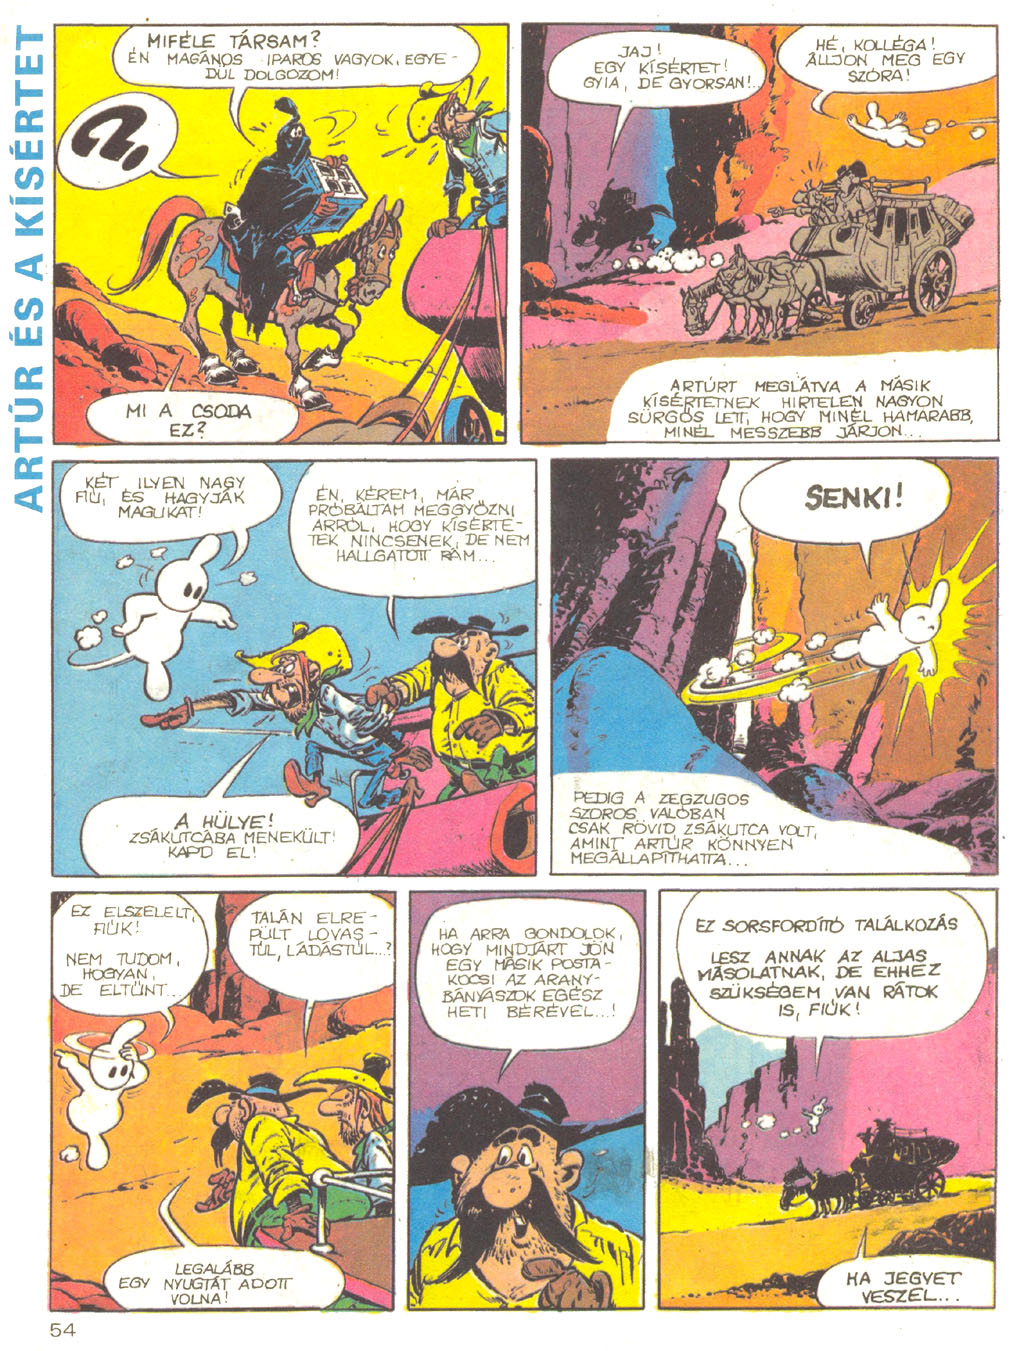 ARTÚR ÉS A KÍSÉRTET
MIFÉLE TÁRSAM?
ÉN MAGÁNOS IPAROS VAGYOK, EGYE-
DÜL DOLGOZOM!
?
MI A CSODA
EZ?
JAJ!
EGY KÍSÉRTET!
GYIA, DE GYORSAN!..
HÉ, KOLLÉGA!
ÁLLJON MEG EGY
SZÓRA!
ARTÚRT MEGLÁTVA A MÁSIK
KÍSÉRTETNEK HIRTELEN NAGYON
SÜRGŐS LETT, HOGY MINÉL HAMARABB,
MINÉL MESSZEBB JÁRJON...
KÉT ILYEN NAGY
FIÚ, ÉS HAGYJÁK
MAGUKAT!
ÉN, KÉREM, MÁR
PRÓBÁLTAM MEGGYŐZNI
ARRÓL, HOGY KÍSÉRTE-
TEK NINCSENEK, DE NEM
HALLGATOTT RÁM...
A HÜLYE!
ZSÁKUTCÁBA MENEKÜLT!
KAPD EL!
SENKI!
PEDIG A ZEGZUGOS
SZOROS VALÓBAN
CSAK RÖVID ZSÁKUTCA VOLT,
AMINT ARTÚR KÖNNYEN
MEGÁLLAPÍTHATTA...
EZ ELSZELELT,
FIÚK!
NEM TUDOM,
HOGYAN,
DE ELTŰNT...
TALÁN ELRE-
PÜLT LOVAS-
TÚL, LÁDÁSTÚL...?
LEGALÁBB
EGY NYUGTÁT ADOTT
VOLNA!
HA ARRA GONDOLOK,
HOGY MINDJÁRT JÖN
EGY MÁSIK POSTA-
KOCSI AZ ARANY-
BÁNYÁSZOK EGÉSZ
HETI BÉRÉVEL...!
EZ SORSFORDÍTÓ TALÁLKOZÁS
LESZ ANNAK AZ ALJAS
MÁSOLATNAK, DE EHHEZ
SZÜKSÉGEM VAN RÁTOK
IS, FIÚK!
HA JEGYET
VESZEL...
54